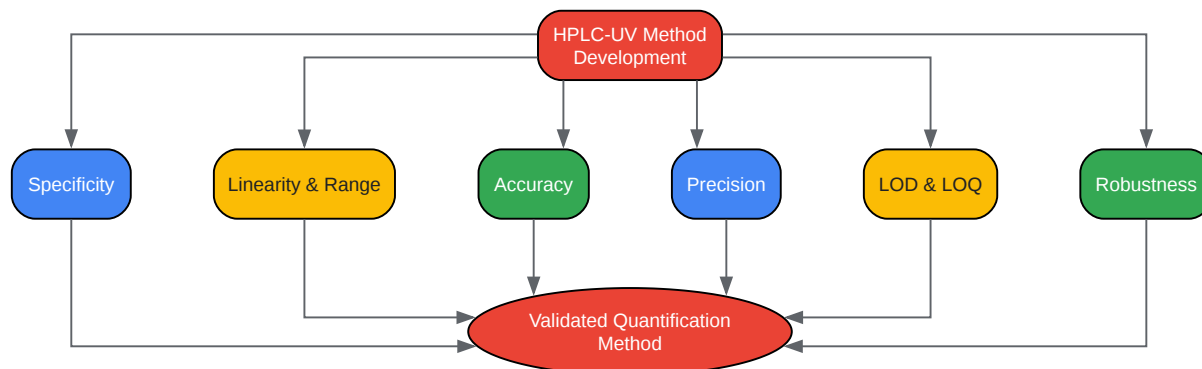 HPLC-UV Method
Development
Specificity
Linearity & Range
Accuracy
Precision
LOD & LOQ
Robustness
Validated Quantification
Method